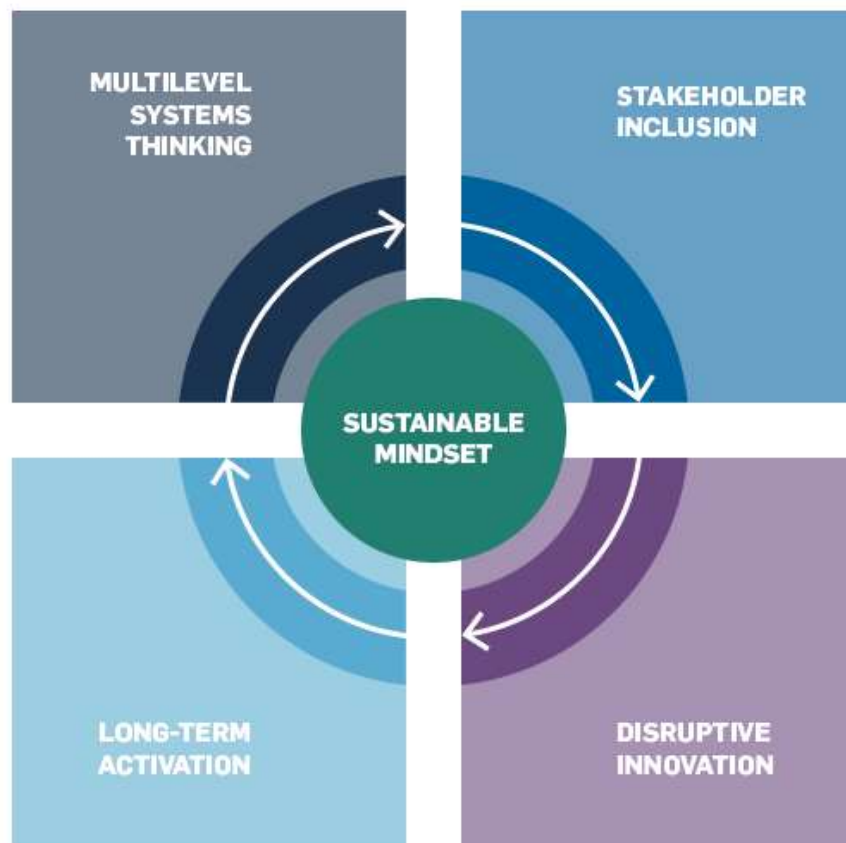 MULTILEVEL
SYSTEMS
THINKING
STAKEHOLDER
INCLUSION
SUSTAINABLE
MINDSET
LONG-TERM
ACTIVATION
DISRUPTIVE
INNOVATION